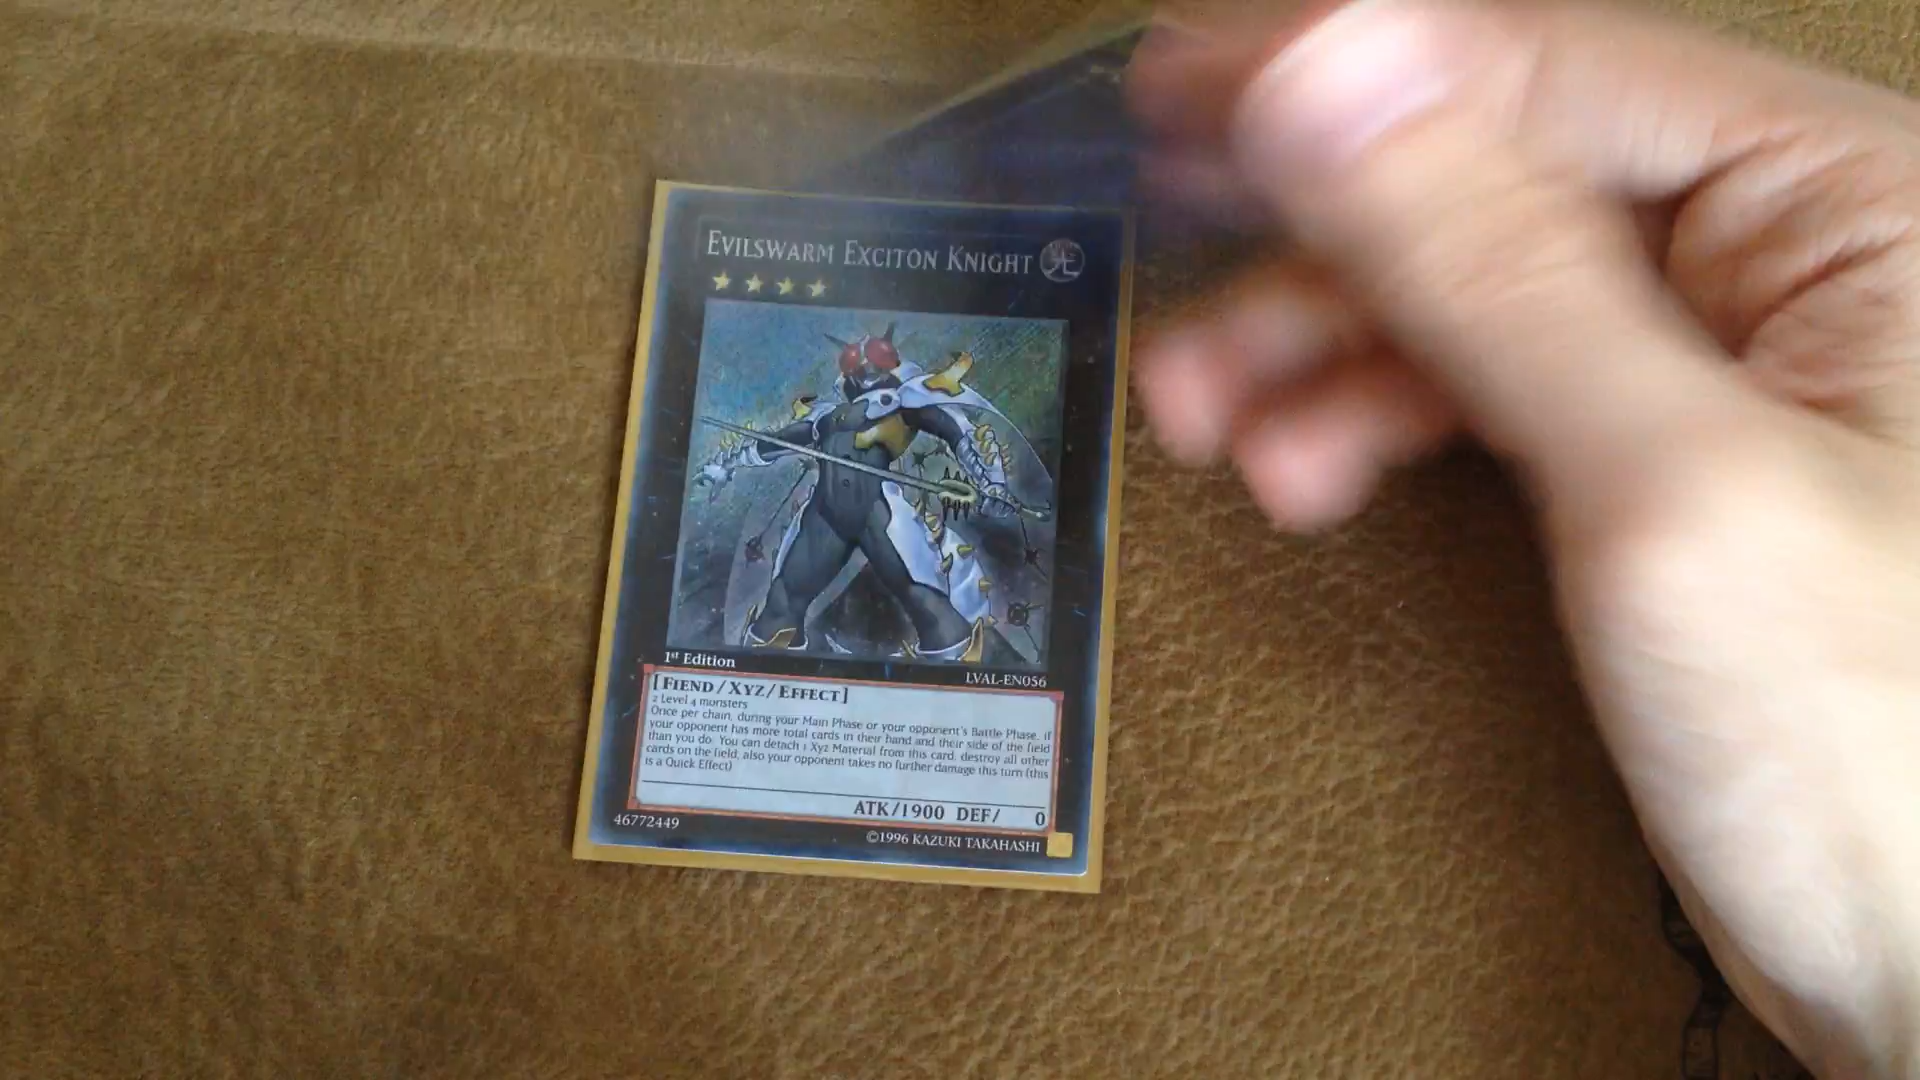 EVILSWARM EXCITON KNIGHT 光
1st Edition
LVAL-EN056
[FIEND/XYZ/EFFECT]
2 Level 4 monsters
Once per chain, during your Main Phase or your opponent's Battle Phase, if
your opponent has more total cards in their hand and their side of the field
than you do: You can detach 1 Xyz Material from this card; destroy all other
cards on the field, also your opponent takes no further damage this turn (this
is a Quick Effect)
ATK/1900 DEF/ 0
46772449
©1996 KAZUKI TAKAHASHI